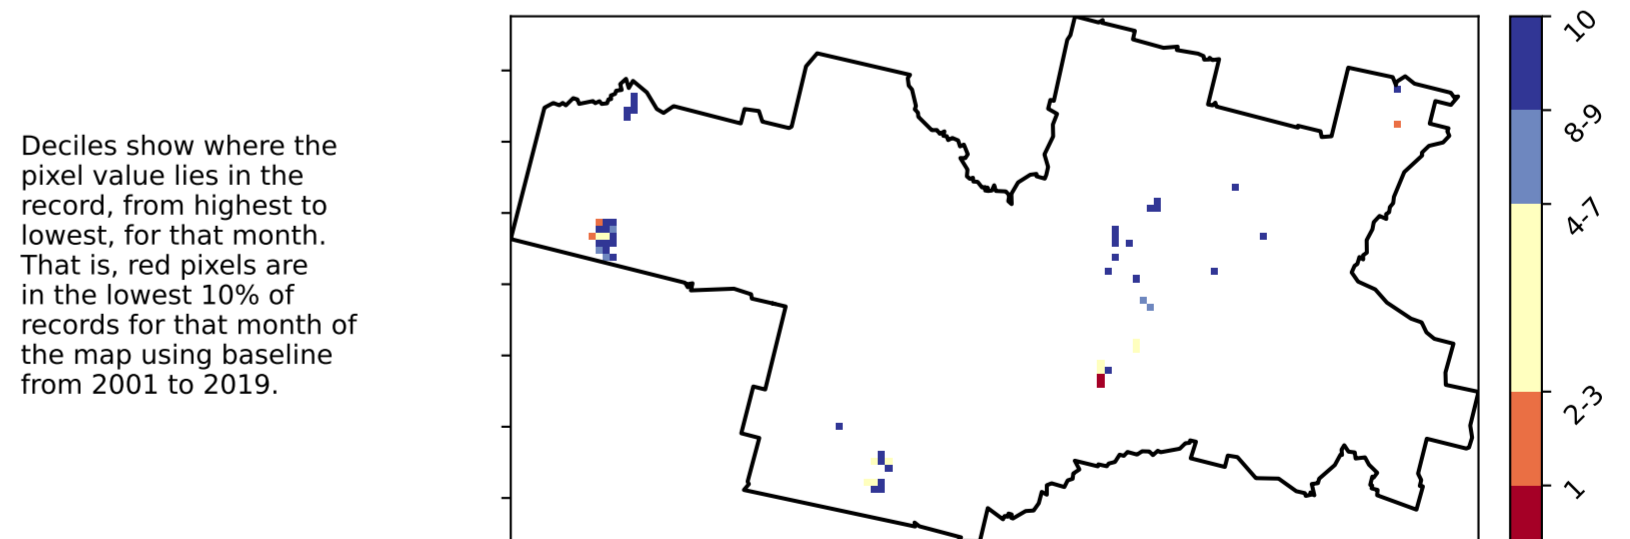 Deciles show where the
pixel value lies in the
record, from highest to
lowest, for that month.
That is, red pixels are
in the lowest 10% of
records for that month of
the map using baseline
from 2001 to 2019.
10
8-9
4-7
2-3
1